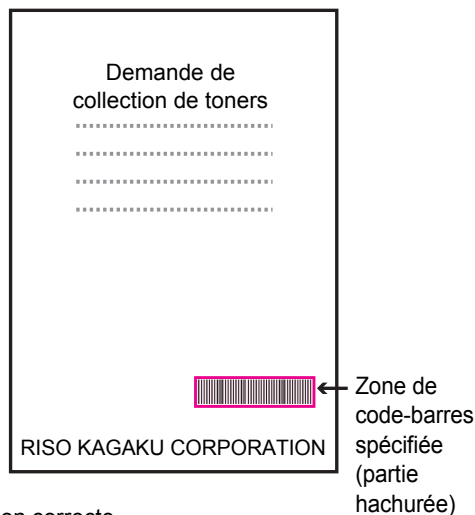 Demande de
collection de toners
RISO KAGAKU CORPORATION
Zone de
code-barres
spécifiée
(partie
hachurée)